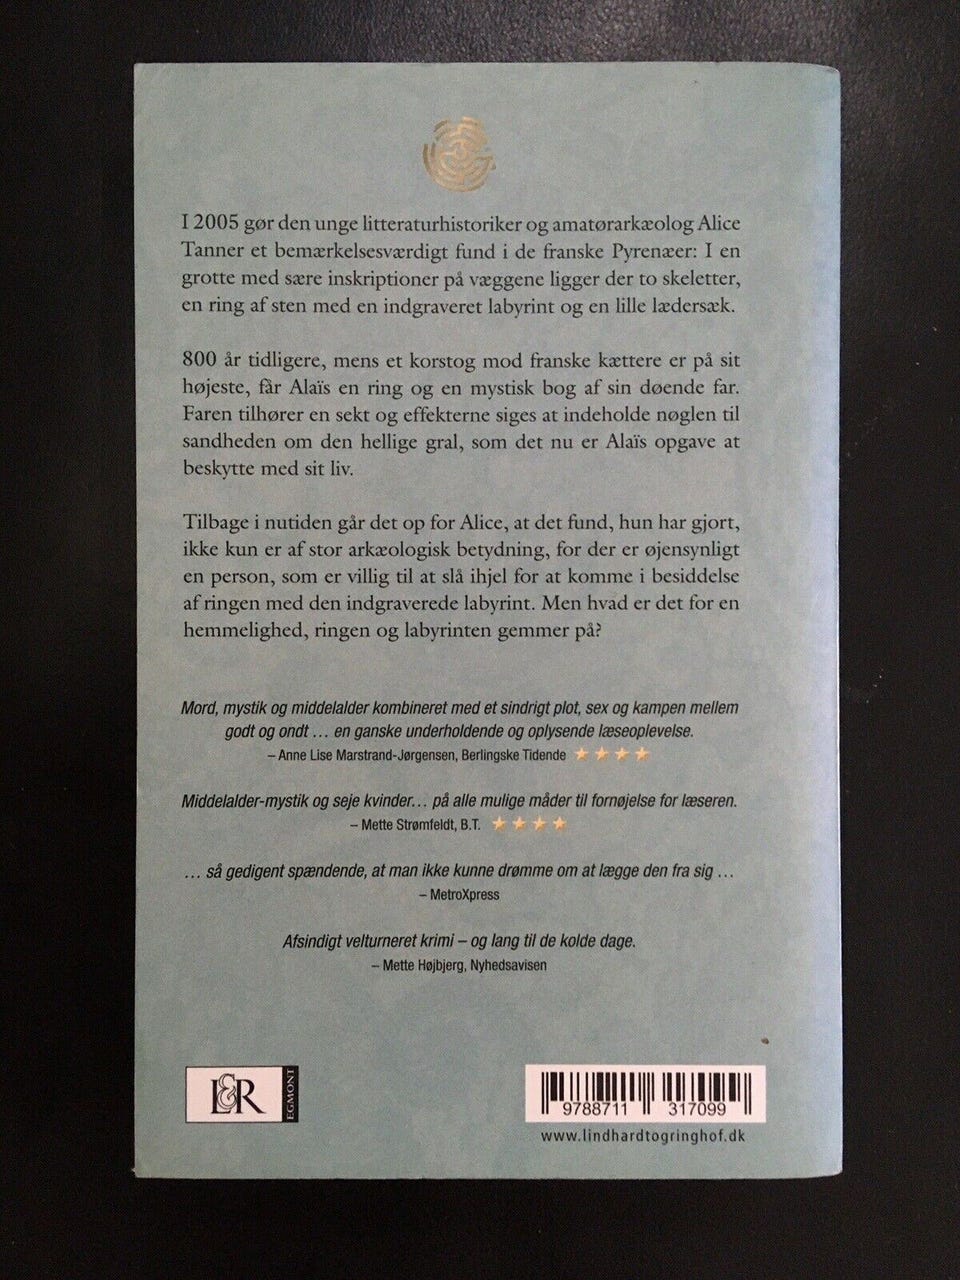 I 2005 gør den unge litteraturhistoriker og amatørarkæolog Alice
Tanner et bemærkelsesværdigt fund i de franske Pyrenæer: I en
grotte med sære inskriptioner på væggene ligger der to skeletter,
en ring af sten med en indgraveret labyrint og en lille lædersæk.
800 år tidligere, mens et korstog mod franske kættere er på sit
højeste, får Alaïs en ring og en mystisk bog af sin døende far.
Faren tilhører en sekt og effekterne siges at indeholde nøglen til
sandheden om den hellige gral, som det nu er Alaïs opgave at
beskytte med sit liv.
Tilbage i nutiden går det op for Alice, at det fund, hun har gjort,
ikke kun er af stor arkæologisk betydning, for der er øjensynligt
en person, som er villig til at slå ihjel for at komme i besiddelse
af ringen med den indgraverede labyrint. Men hvad er det for en
hemmelighed, ringen og labyrinten gemmer på?
Mord, mystik og middelalder kombineret med et sindrigt plot, sex og kampen mellem
godt og ondt … en ganske underholdende og oplysende læseoplevelse.
– Anne Lise Marstrand-Jørgensen, Berlingske Tidende ★ ★ ★ ★
Middelalder-mystik og seje kvinder… på alle mulige måder til fornøjelse for læseren.
– Mette Strømfeldt, B.T. ★ ★ ★ ★
… så gedigent spændende, at man ikke kunne drømme om at lægge den fra sig …
– MetroXpress
Afsindigt velturneret krimi – og lang til de kolde dage.
– Mette Højbjerg, Nyhedsavisen
L&R
EGMONT
9788711 317099
www.lindhardtogringhof.dk